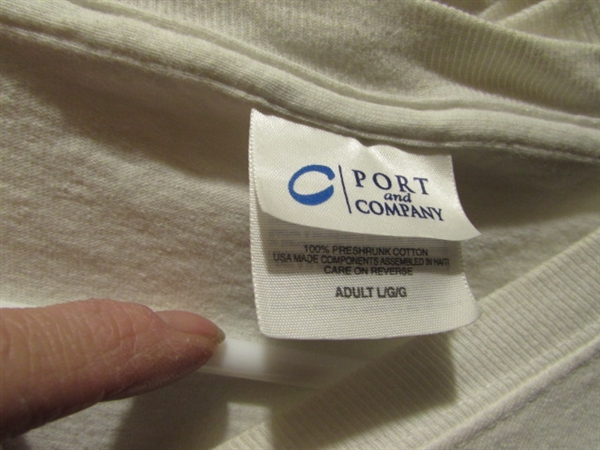 PORT
and
COMPANY
100% PRESHRUNK COTTON
USA MADE COMPONENTS ASSEMBLED IN HAITI
CARE ON REVERSE
ADULT L/G/G